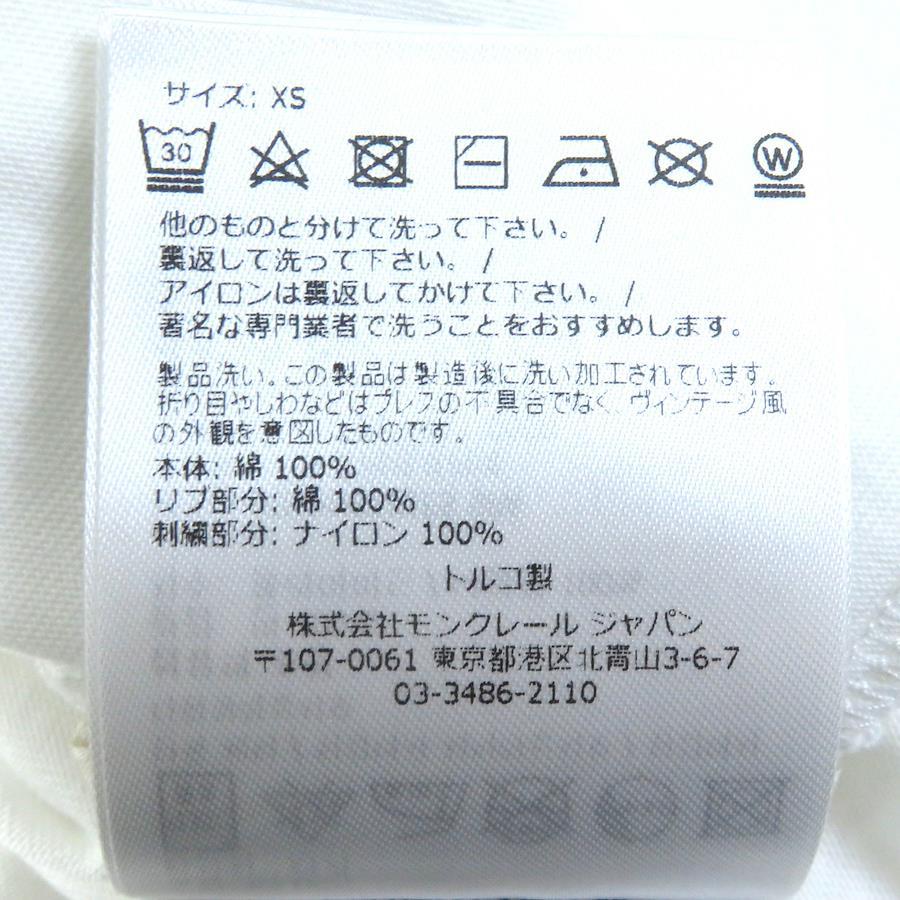 サイズ: XS
30
W
他のものと分けて洗って下さい。 /
裏返して洗って下さい。 /
アイロンは裏返してかけて下さい。 /
著名な専門業者で洗うことをおすすめします。
製品洗い。この製品は製造後に洗い加工されています。
折り目やしわなどはプレスの不具合でなく、ヴィンテージ風
の外観を意図したものです。
本体: 綿 100%
リブ部分: 綿 100%
刺繍部分: ナイロン 100%
トルコ製
株式会社モンクレール ジャパン
〒107-0061 東京都港区北青山3-6-7
03-3486-2110